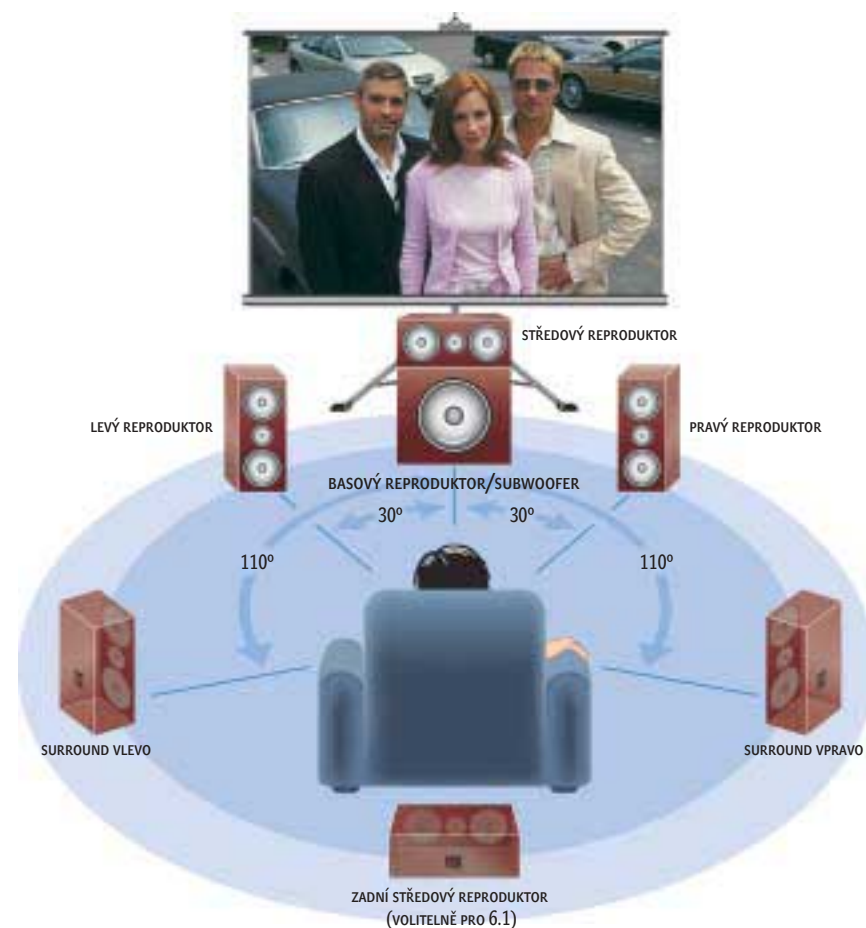 STŘEDOVÝ REPRODUKTOR
LEVÝ REPRODUKTOR
PRAVÝ REPRODUKTOR
BASOVÝ REPRODUKTOR/SUBWOOFER
30º
30º
110º
110º
SURROUND VLEVO
SURROUND VPRAVO
ZADNÍ STŘEDOVÝ REPRODUKTOR
(VOLITELNĚ PRO 6.1)